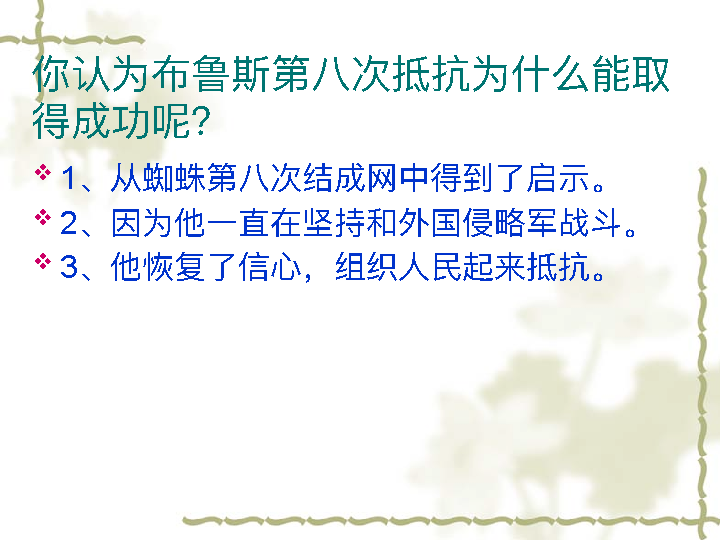 你认为布鲁斯第八次抵抗为什么能取
得成功呢?
1、从蜘蛛第八次结成网中得到了启示。
2、因为他一直在坚持和外国侵略军战斗。
3、他恢复了信心，组织人民起来抵抗。